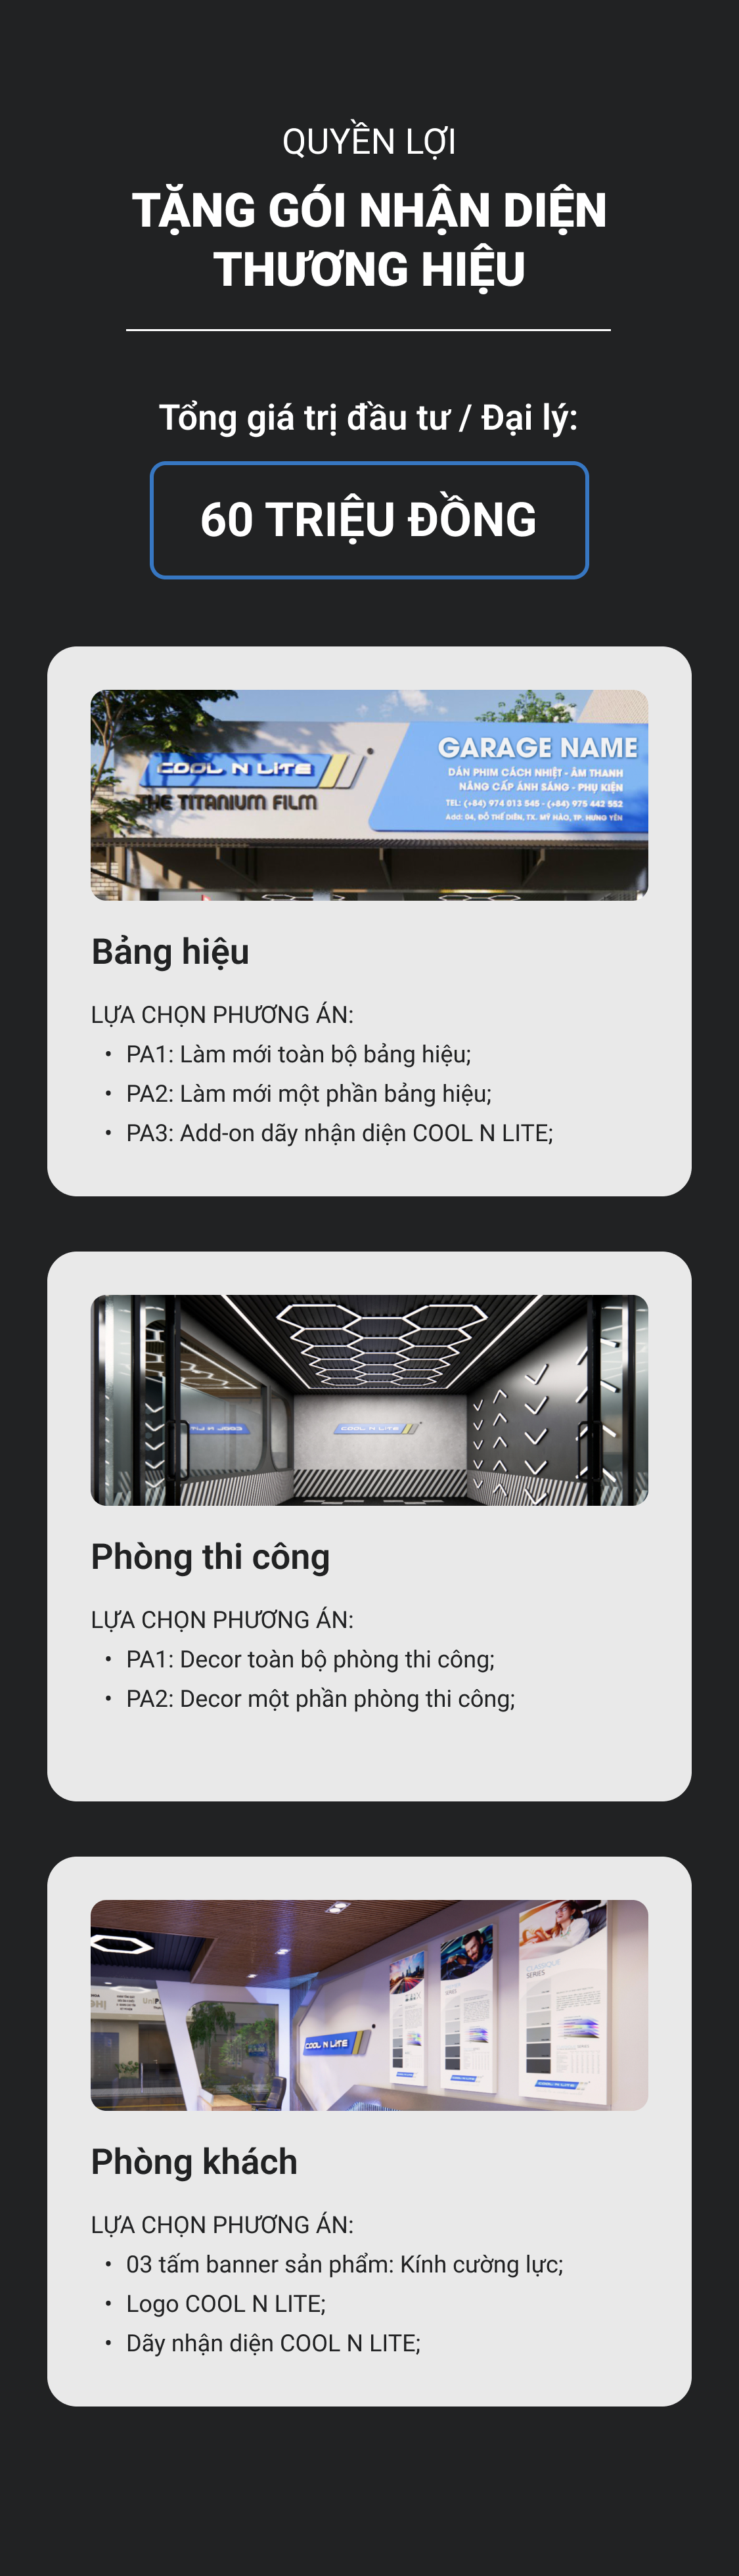 QUYỀN LỢI
TẶNG GÓI NHẬN DIỆN
THƯƠNG HIỆU
Tổng giá trị đầu tư / Đại lý:
60 TRIỆU ĐỒNG
COOL N LITE
THE TITANIUM FILM
GARAGE NAME
DÁN PHIM CÁCH NHIỆT - ÂM THANH
NÂNG CẤP ÁNH SÁNG - PHỤ KIỆN
TEL: (+84) 974 013 545 - (+84) 975 442 552
Add: 04, ĐỖ THẾ DIÊN, TX. MỸ HÀO, TP. HƯNG YÊN
Bảng hiệu
LỰA CHỌN PHƯƠNG ÁN:
• PA1: Làm mới toàn bộ bảng hiệu;
• PA2: Làm mới một phần bảng hiệu;
• PA3: Add-on dãy nhận diện COOL N LITE;
COOL N LITE
Phòng thi công
LỰA CHỌN PHƯƠNG ÁN:
• PA1: Decor toàn bộ phòng thi công;
• PA2: Decor một phần phòng thi công;
COOL N LITE
SERIES
Phòng khách
LỰA CHỌN PHƯƠNG ÁN:
• 03 tấm banner sản phẩm: Kính cường lực;
• Logo COOL N LITE;
• Dãy nhận diện COOL N LITE;